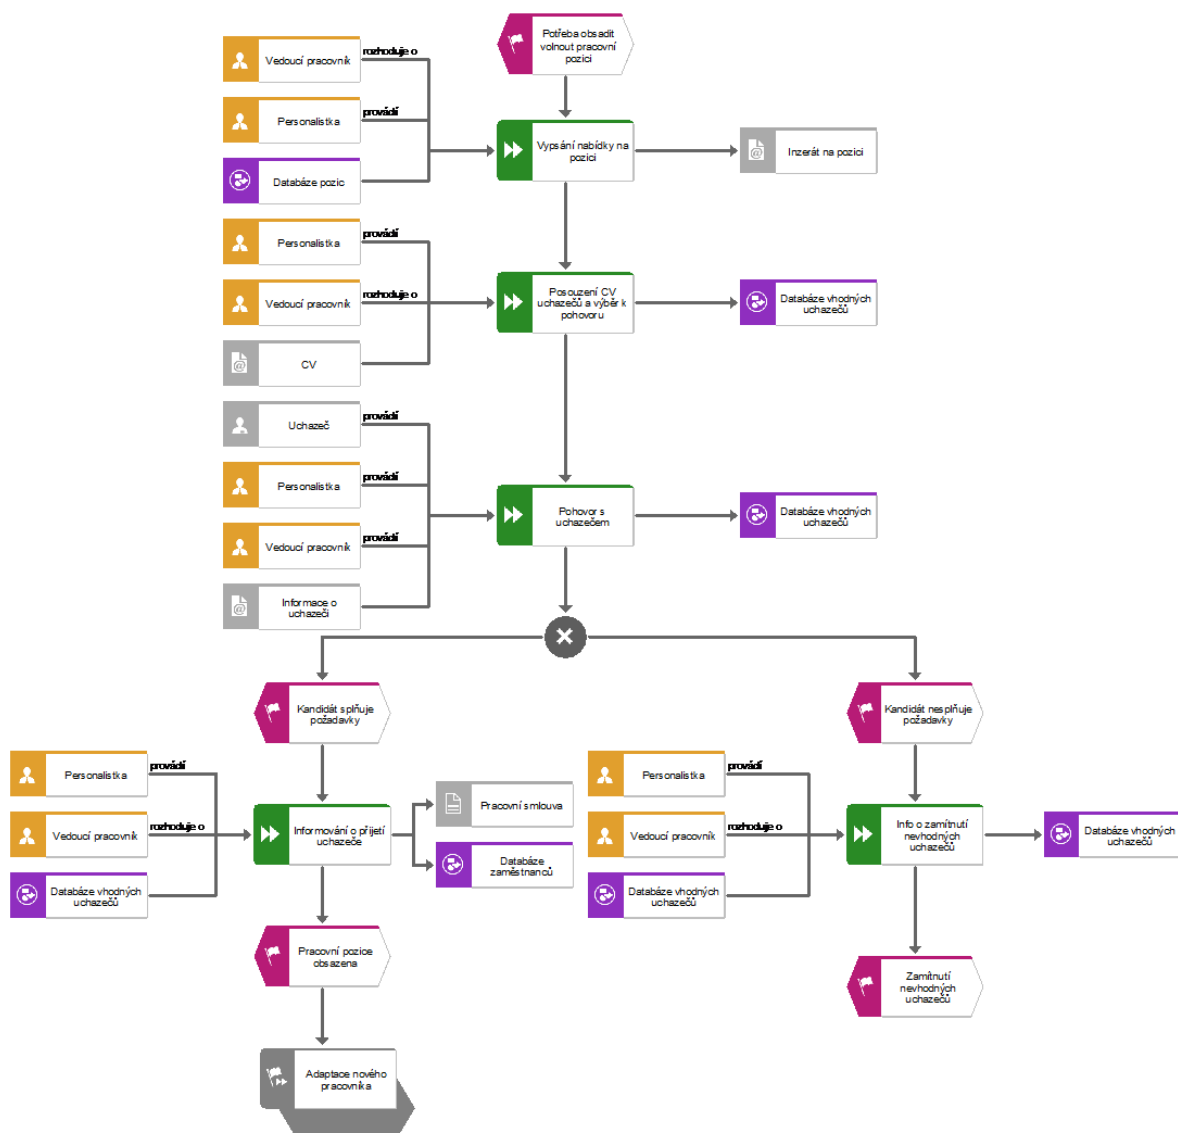 Potřeba obsadit
volnout pracovní
pozici
Vedoucí pracovník
rozhoduje o
Personalistka
provádí
Vypsání nabídky na
pozici
Inzerát na pozici
Databáze pozic
Personalistka
provádí
Vedoucí pracovník
rozhoduje o
Posouzení CV
uchazečů a výběr k
pohovoru
Databáze vhodných
uchazečů
CV
Uchazeč
provádí
Personalistka
provádí
Pohovor s
uchazečem
Databáze vhodných
uchazečů
Vedoucí pracovník
provádí
Informace o
uchazeči
Kandidát splňuje
požadavky
Kandidát nesplňuje
požadavky
Personalistka
provádí
Vedoucí pracovník
rozhoduje o
Databáze vhodných
uchazečů
Informování o přijetí
uchazeče
Pracovní smlouva
Databáze
zaměstnanců
Personalistka
provádí
Vedoucí pracovník
rozhoduje o
Databáze vhodných
uchazečů
Info o zamítnutí
nevhodných
uchazečů
Databáze vhodných
uchazečů
Pracovní pozice
obsazena
Zamítnutí
nevhodných
uchazečů
Adaptace nového
pracovníka